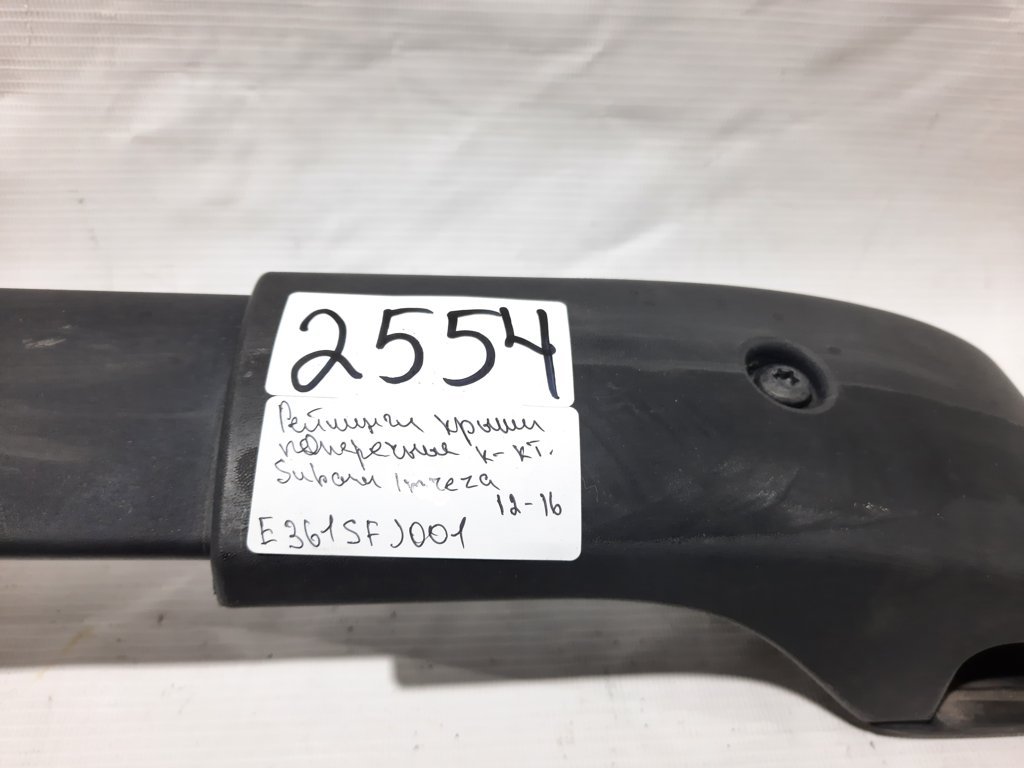 2554
Рейлинги крыши
поперечные к-кт.
Subaru Impreza
12-16
E361SFJ001